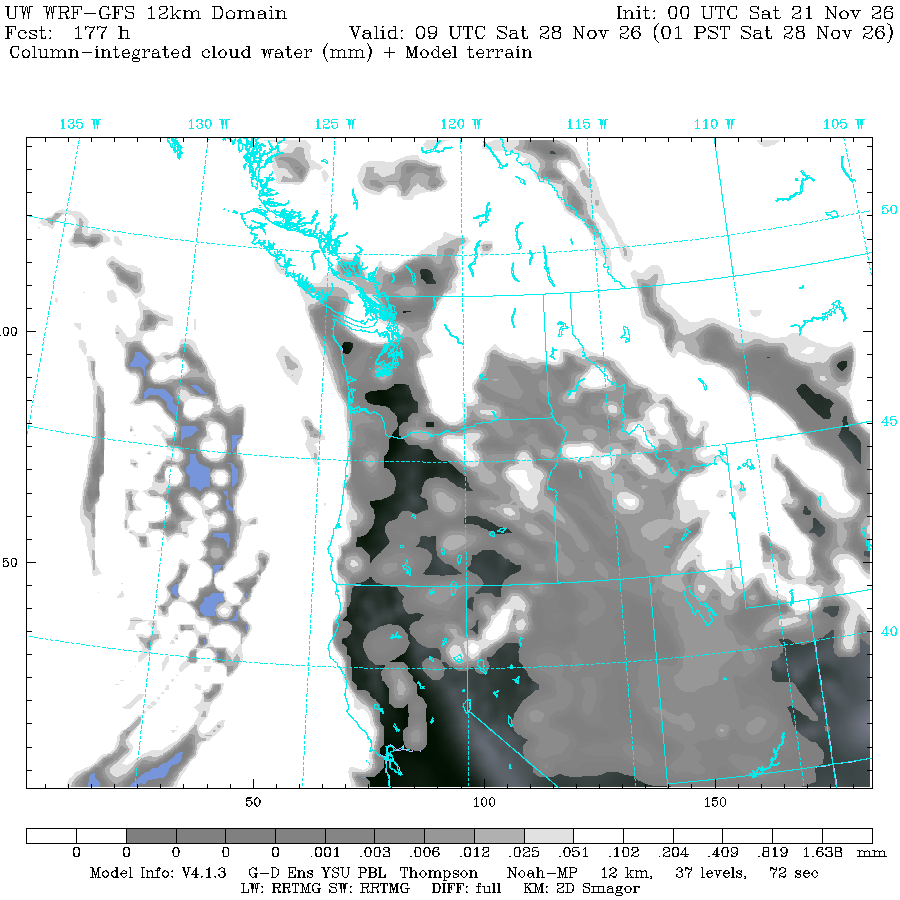 UW WRF-GFS 12km Domain Init: 00 UTC Sat 21 Nov 26
Fcst: 177 h Valid: 09 UTC Sat 28 Nov 26 (01 PST Sat 28 Nov 26)
Column-integrated cloud water (mm) + Model terrain
135 W 130 W 125 W 120 W 115 W 110 W 105 W
50
100
45
50
40
50 100 150
0 0 0 0 0 .001 .003 .006 .012 .025 .051 .102 .204 .409 .819 1.638 mm
Model Info: V4.1.3 G-D Ens YSU PBL Thompson Noah-MP 12 km, 37 levels, 72 sec
LW: RRTMG SW: RRTMG DIFF: full KM: 2D Smagor